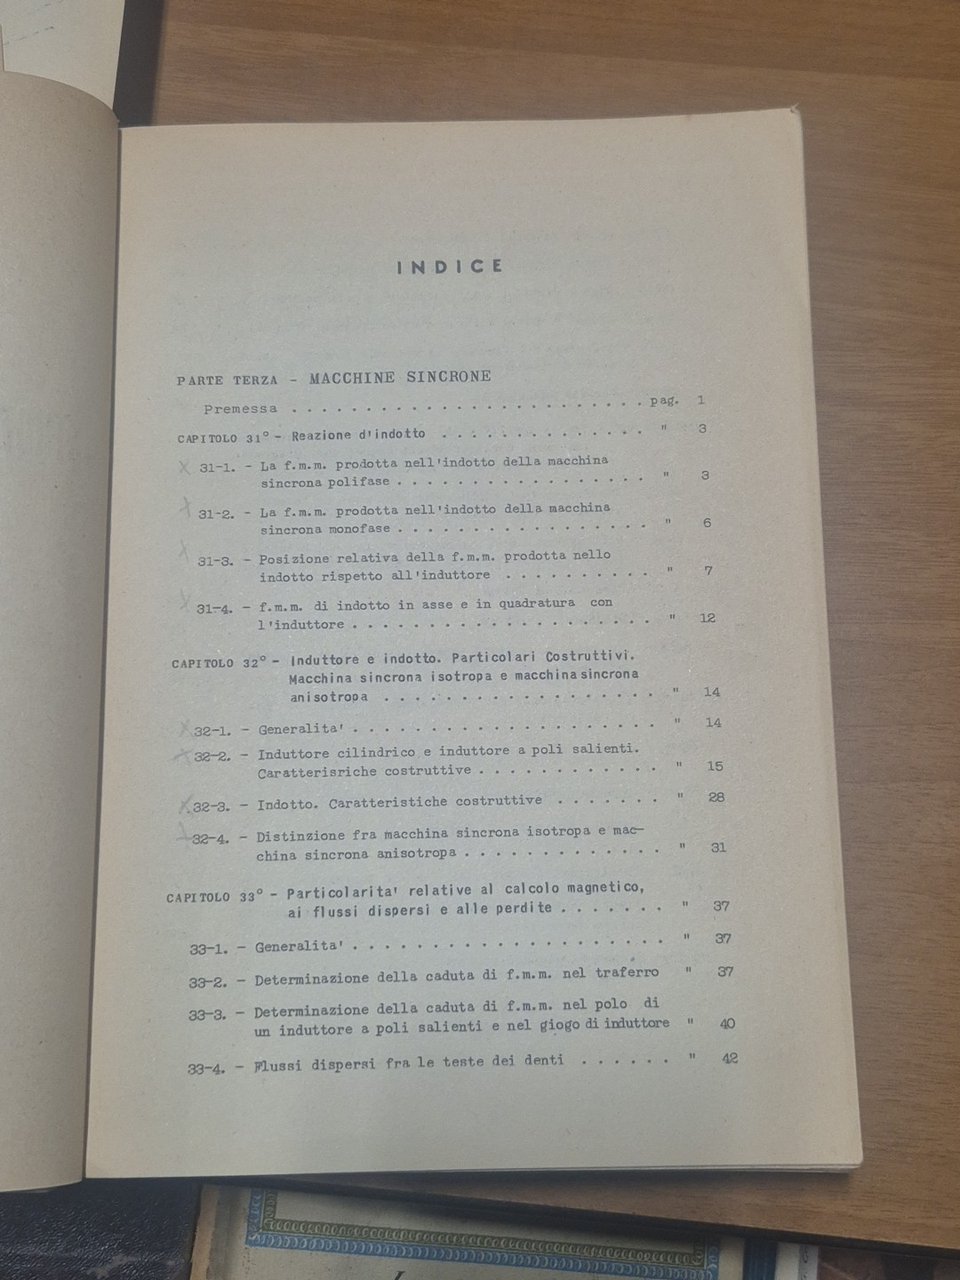 INDICE
PARTE TERZA - MACCHINE SINCRONE
Premessa . . . . . . . . . . . . . . . . . . . . . . . . pag. 1
CAPITOLO 31° - Reazione d'indotto . . . . . . . . . . . . . . " 3
31-1. - La f.m.m. prodotta nell'indotto della macchina
sincrona polifase . . . . . . . . . . . . . . . . . " 3
31-2. - La f.m.m. prodotta nell'indotto della macchina
sincrona monofase . . . . . . . . . . . . . . . . . " 6
31-3. - Posizione relativa della f.m.m. prodotta nello
indotto rispetto all'induttore . . . . . . . . . . " 7
31-4. - f.m.m. di indotto in asse e in quadratura con
l'induttore . . . . . . . . . . . . . . . . . . . . " 12
CAPITOLO 32° - Induttore e indotto. Particolari Costruttivi.
Macchina sincrona isotropa e macchina sincrona
anisotropa . . . . . . . . . . . . . . . . . " 14
32-1. - Generalita' . . . . . . . . . . . . . . . . . . . . " 14
32-2. - Induttore cilindrico e induttore a poli salienti.
Caratterisriche costruttive . . . . . . . . . . . . " 15
32-3. - Indotto. Caratteristiche costruttive . . . . . . . " 28
32-4. - Distinzione fra macchina sincrona isotropa e mac-
china sincrona anisotropa . . . . . . . . . . . . . " 31
CAPITOLO 33° - Particolarita' relative al calcolo magnetico,
ai flussi dispersi e alle perdite . . . . . . . " 37
33-1. - Generalita' . . . . . . . . . . . . . . . . . . . . . " 37
33-2. - Determinazione della caduta di f.m.m. nel traferro " 37
33-3. - Determinazione della caduta di f.m.m. nel polo di
un induttore a poli salienti e nel giogo di induttore " 40
33-4. - Flussi dispersi fra le teste dei denti . . . . . . " 42